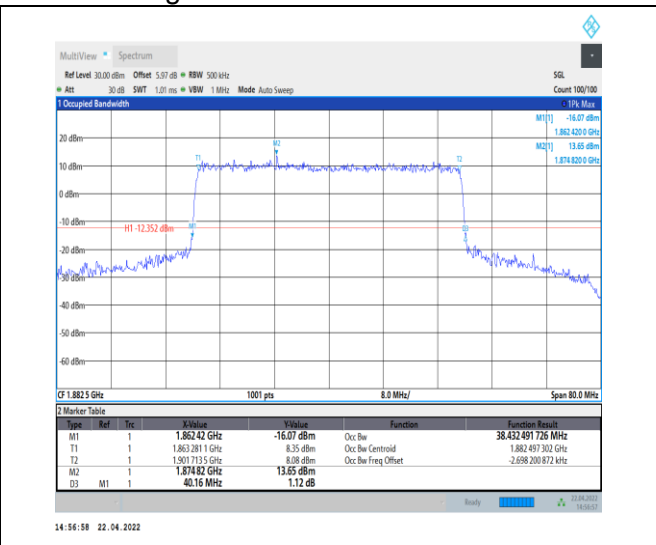 MultiView Spectrum
Ref Level 30.00 dBm Offset 5.97 dB RBW 500 kHz SGL
Att 30 dB SWT 1.01 ms VBW 1 MHz Mode Auto Sweep Count 100/100
1 Occupied Bandwidth 1Pk Max
M1[1] -16.07 dBm
1.862 420 0 GHz
M2[1] 13.65 dBm
1.874 820 0 GHz
20 dBm
M2
T1 T2
10 dBm
0 dBm
-10 dBm
H1 -12.352 dBm M1 D3
-20 dBm
-30 dBm
-40 dBm
-50 dBm
-60 dBm
CF 1.882 5 GHz 1001 pts 8.0 MHz/ Span 80.0 MHz
2 Marker Table
Type Ref Trc X-Value Y-Value Function Function Result
M1 1 1.862 42 GHz -16.07 dBm Occ Bw 38.432 491 726 MHz
T1 1 1.863 281 1 GHz 8.35 dBm Occ Bw Centroid 1.882 497 302 GHz
T2 1 1.901 713 5 GHz 8.08 dBm Occ Bw Freq Offset -2.698 200 872 kHz
M2 1 1.874 82 GHz 13.65 dBm
D3 M1 1 40.16 MHz 1.12 dB
Ready 22.04.2022
14:56:57
14:56:58 22.04.2022